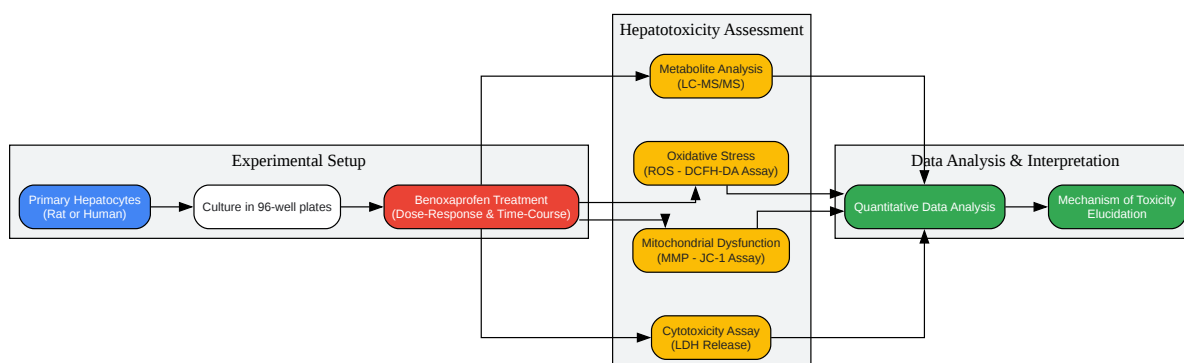 Hepatotoxicity Assessment
Metabolite Analysis
(LC-MS/MS)
Experimental Setup
Oxidative Stress
(ROS - DCFH-DA Assay)
Data Analysis & Interpretation
Primary Hepatocytes
(Rat or Human)
Culture in 96-well plates
Benoxaprofen Treatment
(Dose-Response & Time-Course)
Quantitative Data Analysis
Mechanism of Toxicity
Elucidation
Mitochondrial Dysfunction
(MMP - JC-1 Assay)
Cytotoxicity Assay
(LDH Release)